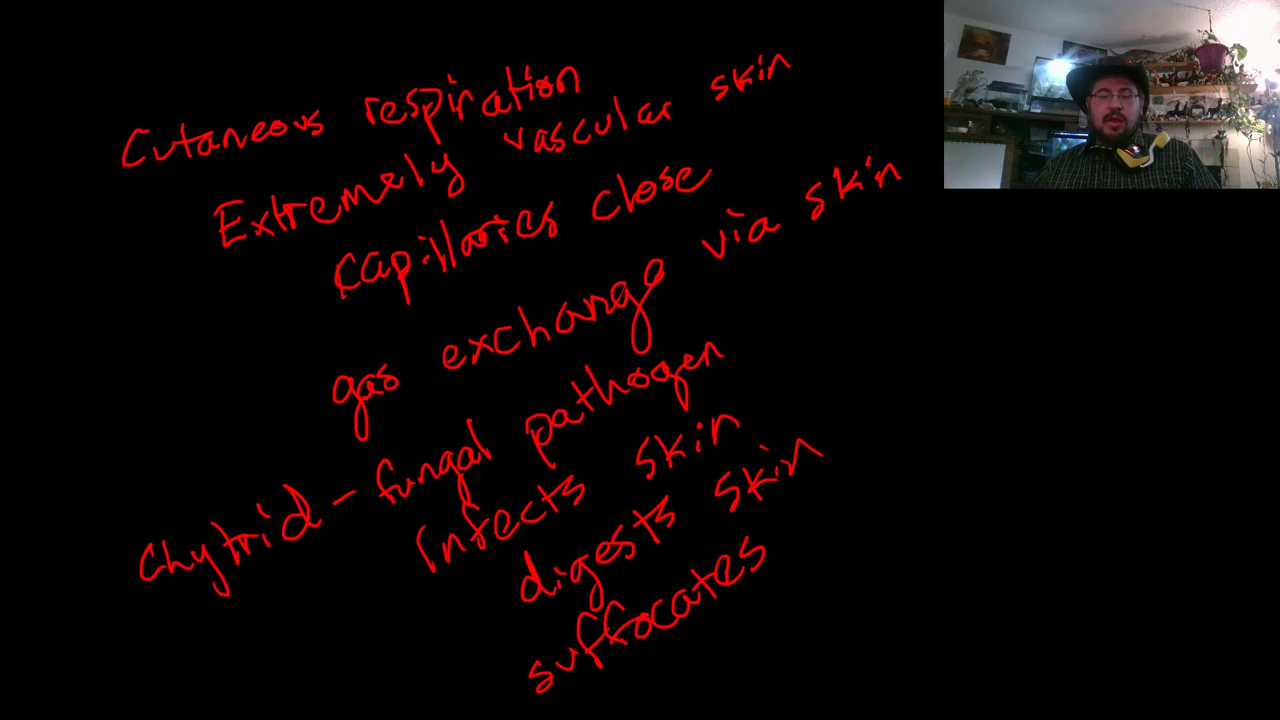 Cutaneous respiration
Extremely vascular skin
capillaries close
gas exchange via skin
Chytrid - fungal pathogen
infects skin
digests skin
suffocates